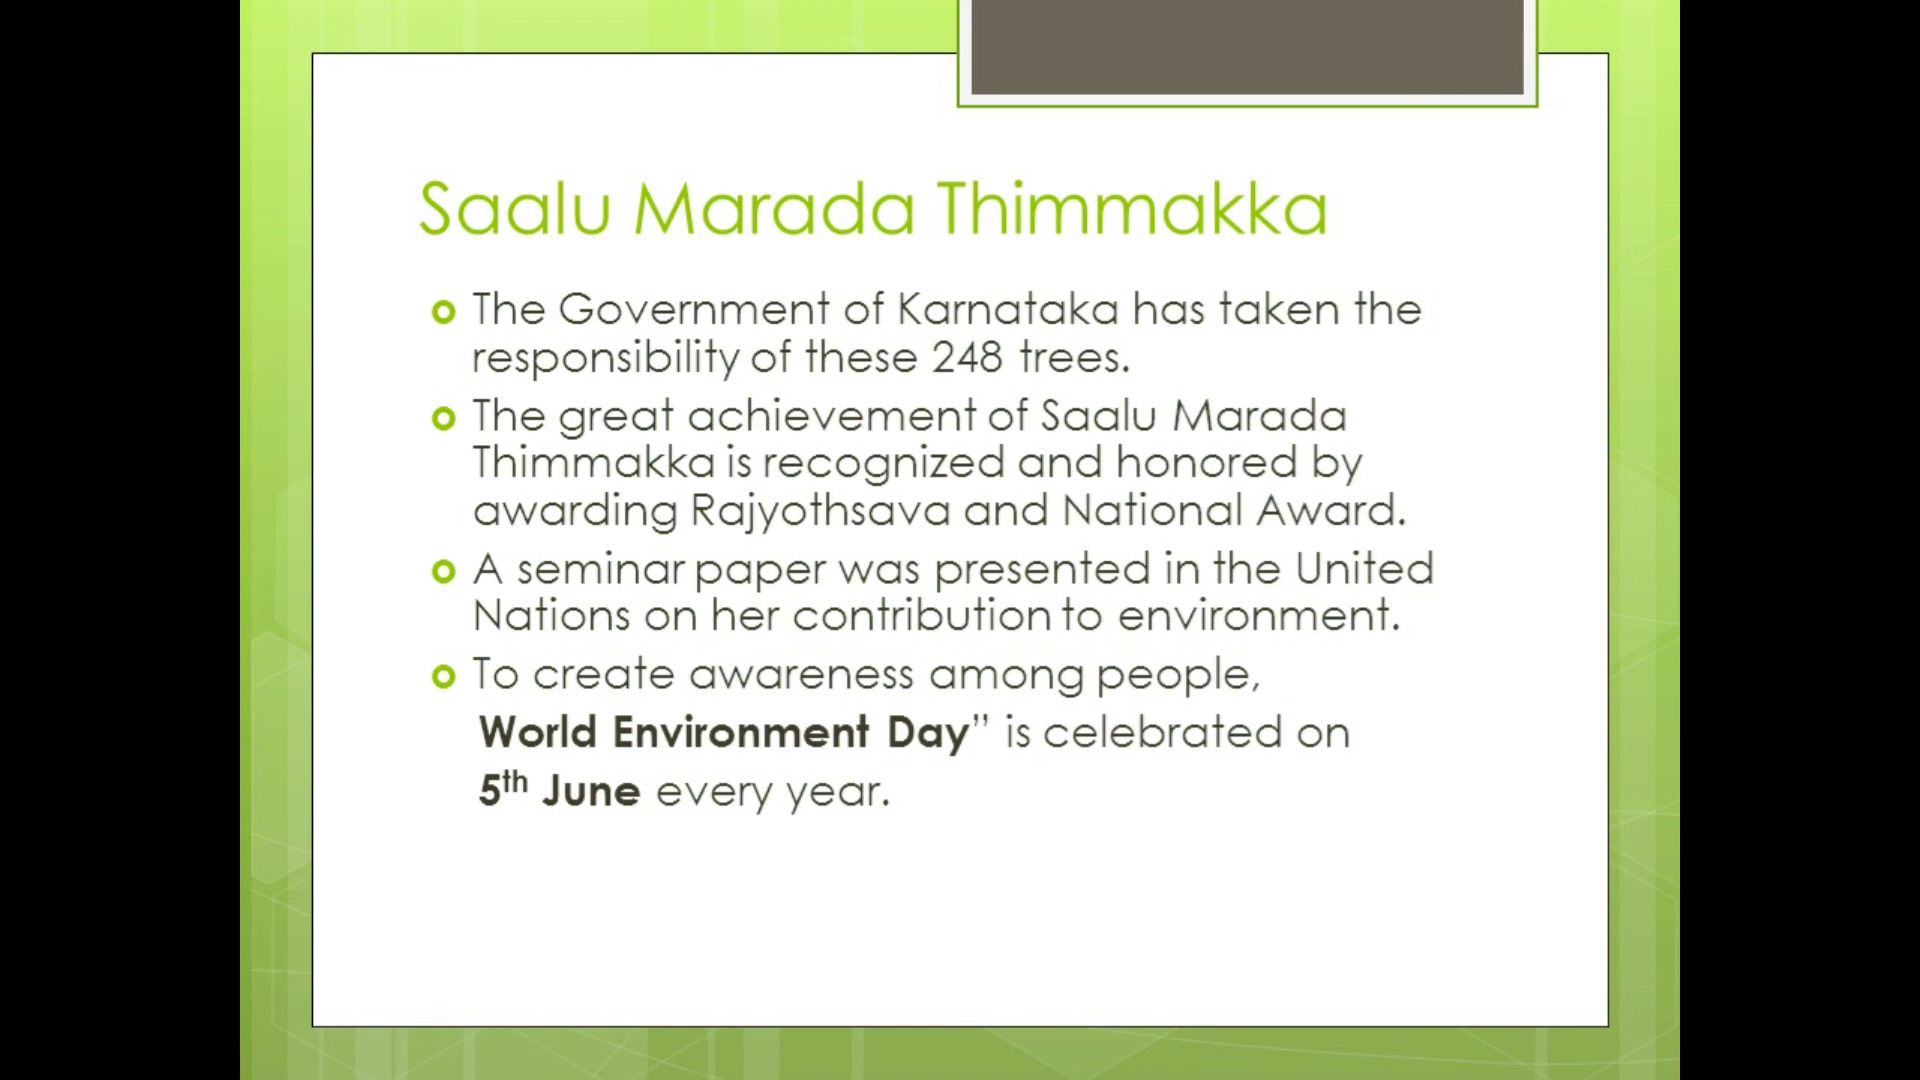 Saalu Marada Thimmakka
The Government of Karnataka has taken the
responsibility of these 248 trees.
The great achievement of Saalu Marada
Thimmakka is recognized and honored by
awarding Rajyothsava and National Award.
A seminar paper was presented in the United
Nations on her contribution to environment.
To create awareness among people,
World Environment Day” is celebrated on
5th June every year.